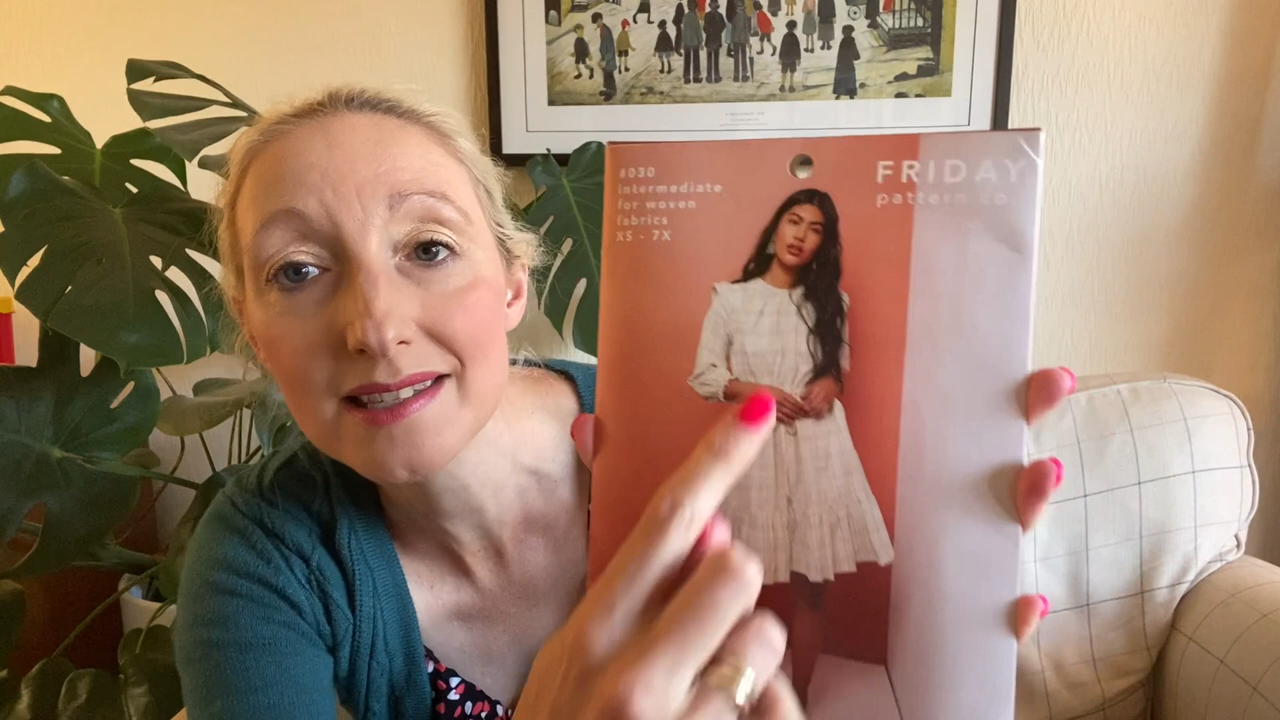 #030
intermediate
for woven
fabrics
XS - 7X
FRIDAY
pattern co